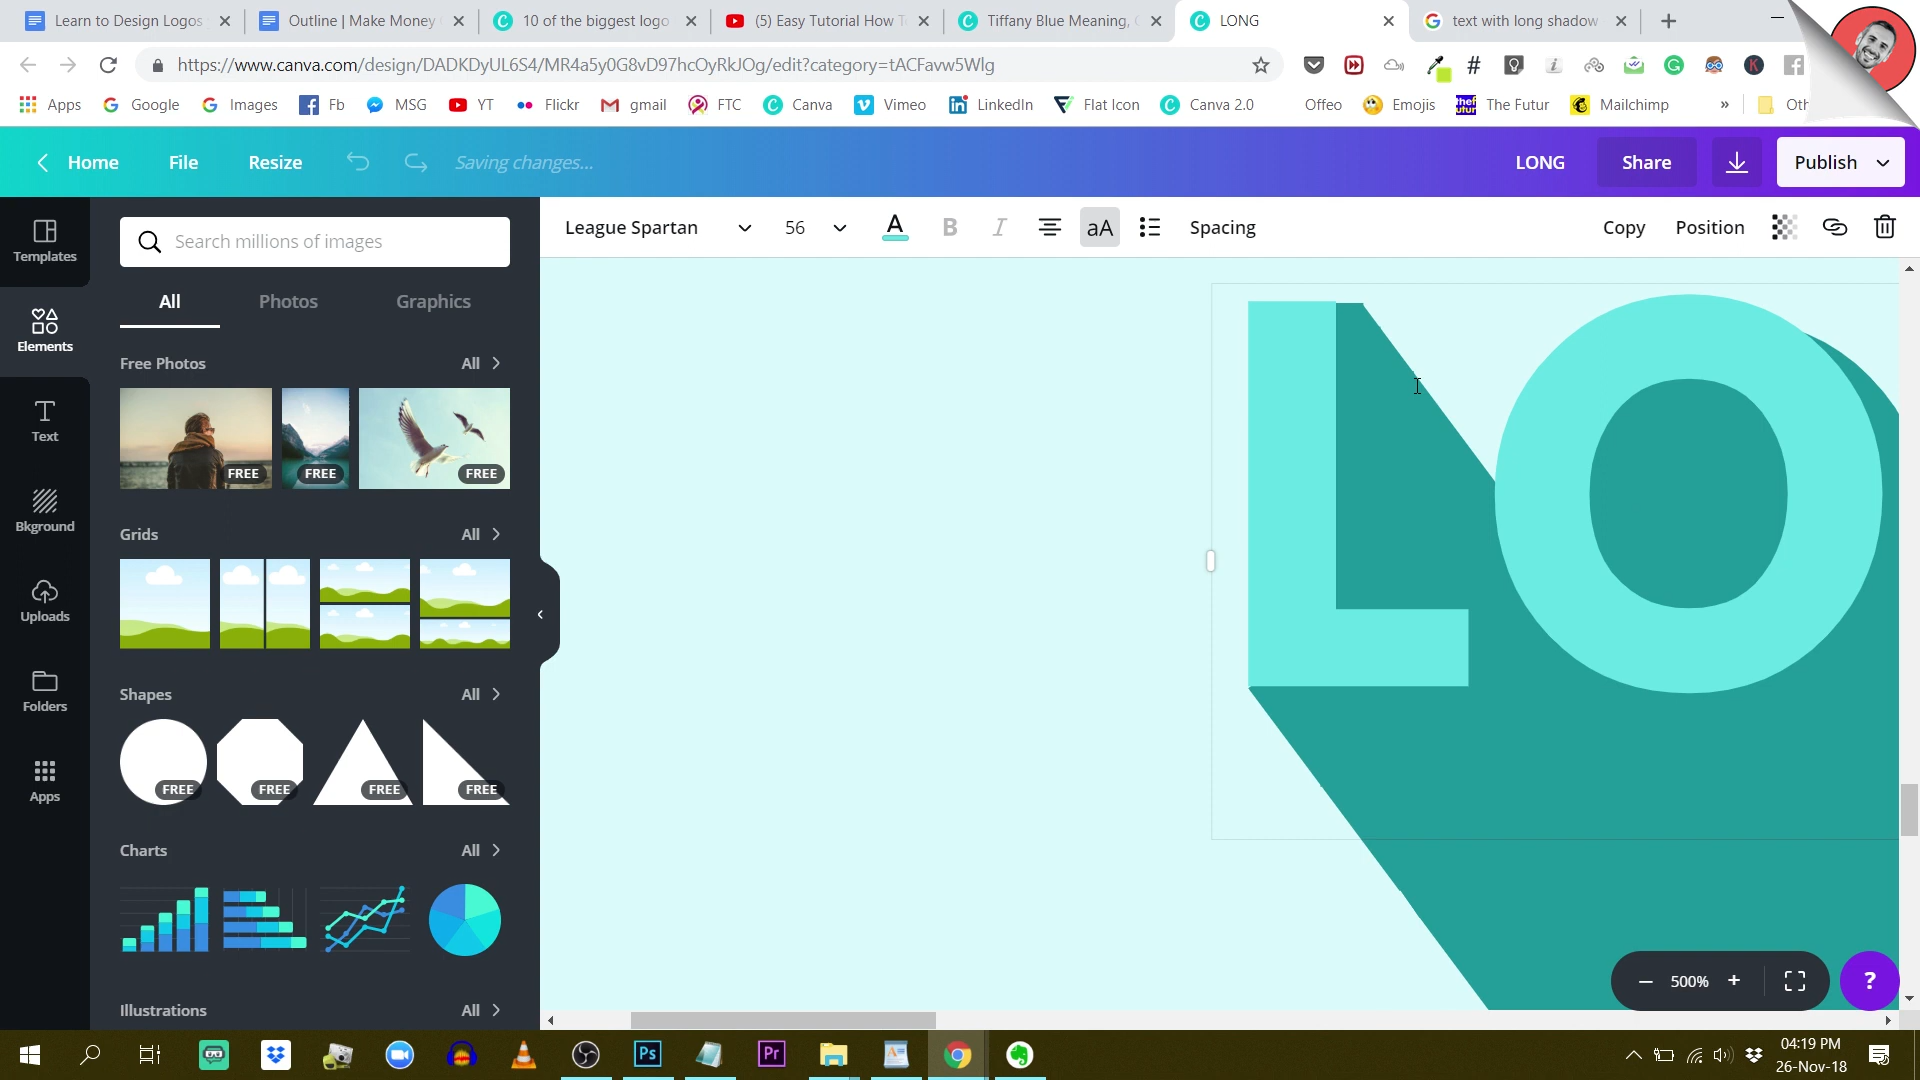 Learn to Design Logos
Outline | Make Money
10 of the biggest logo
(5) Easy Tutorial How T
Tiffany Blue Meaning,
LONG
text with long shadow
https://www.canva.com/design/DADKDyUL6S4/MR4a5y0G8vD97hcOyRkJOg/edit?category=tACFavw5Wlg
Apps
Google
Images
Fb
MSG
YT
Flickr
gmail
FTC
Canva
Vimeo
LinkedIn
Flat Icon
Canva 2.0
Offeo
Emojis
The Futur
Mailchimp
»
Home
File
Resize
Saving changes...
LONG
Share
Publish
Templates
Elements
Text
Bkground
Uploads
Folders
Apps
Search millions of images
All
Photos
Graphics
Free Photos
All
FREE
FREE
FREE
Grids
All
Shapes
All
FREE
FREE
FREE
FREE
Charts
All
Illustrations
All
League Spartan
56
A
B
I
aA
Spacing
Copy
Position
LO
500%
?
04:19 PM
26-Nov-18